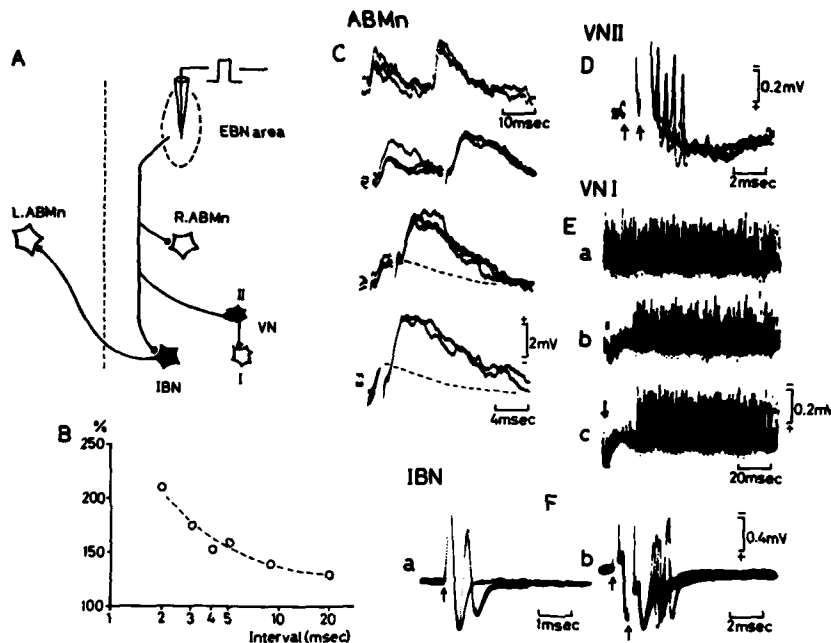 A
EBN area
L.ABMn
R.ABMn
II
VN
I
IBN
B
%
250
200
150
100
1
2
3
4
5
10
20
Interval(msec)
ABMn
C
10msec
+
2mV
-
4msec
VNII
D
-
0.2mV
+
2msec
VN I
E
a
b
c
-
0.2mV
+
20msec
IBN
F
a
1msec
b
-
0.4mV
+
2msec